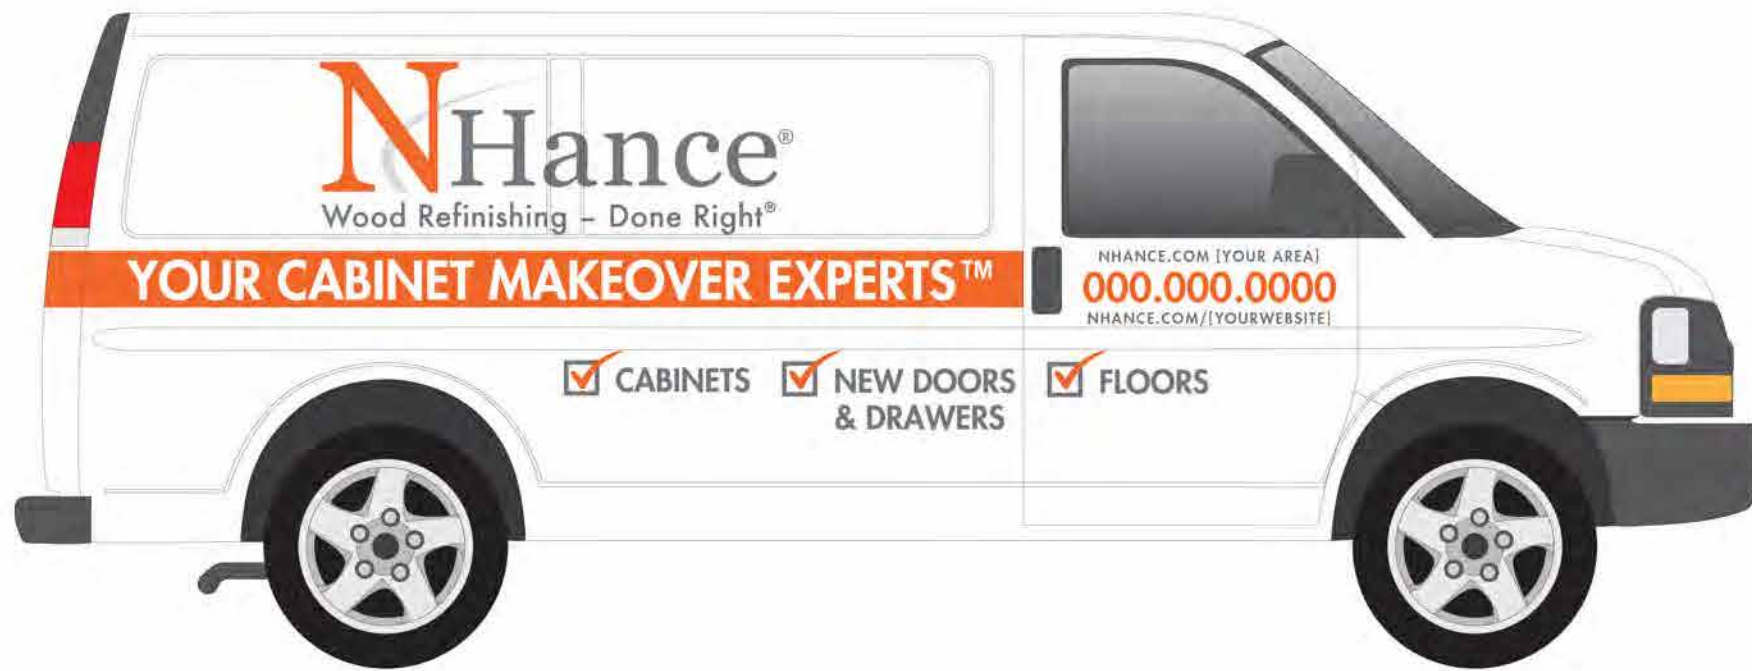 NHance®
Wood Refinishing – Done Right®
YOUR CABINET MAKEOVER EXPERTS™
NHANCE.COM [YOUR AREA]
000.000.0000
NHANCE.COM/[YOURWEBSITE]
CABINETS
NEW DOORS
& DRAWERS
FLOORS